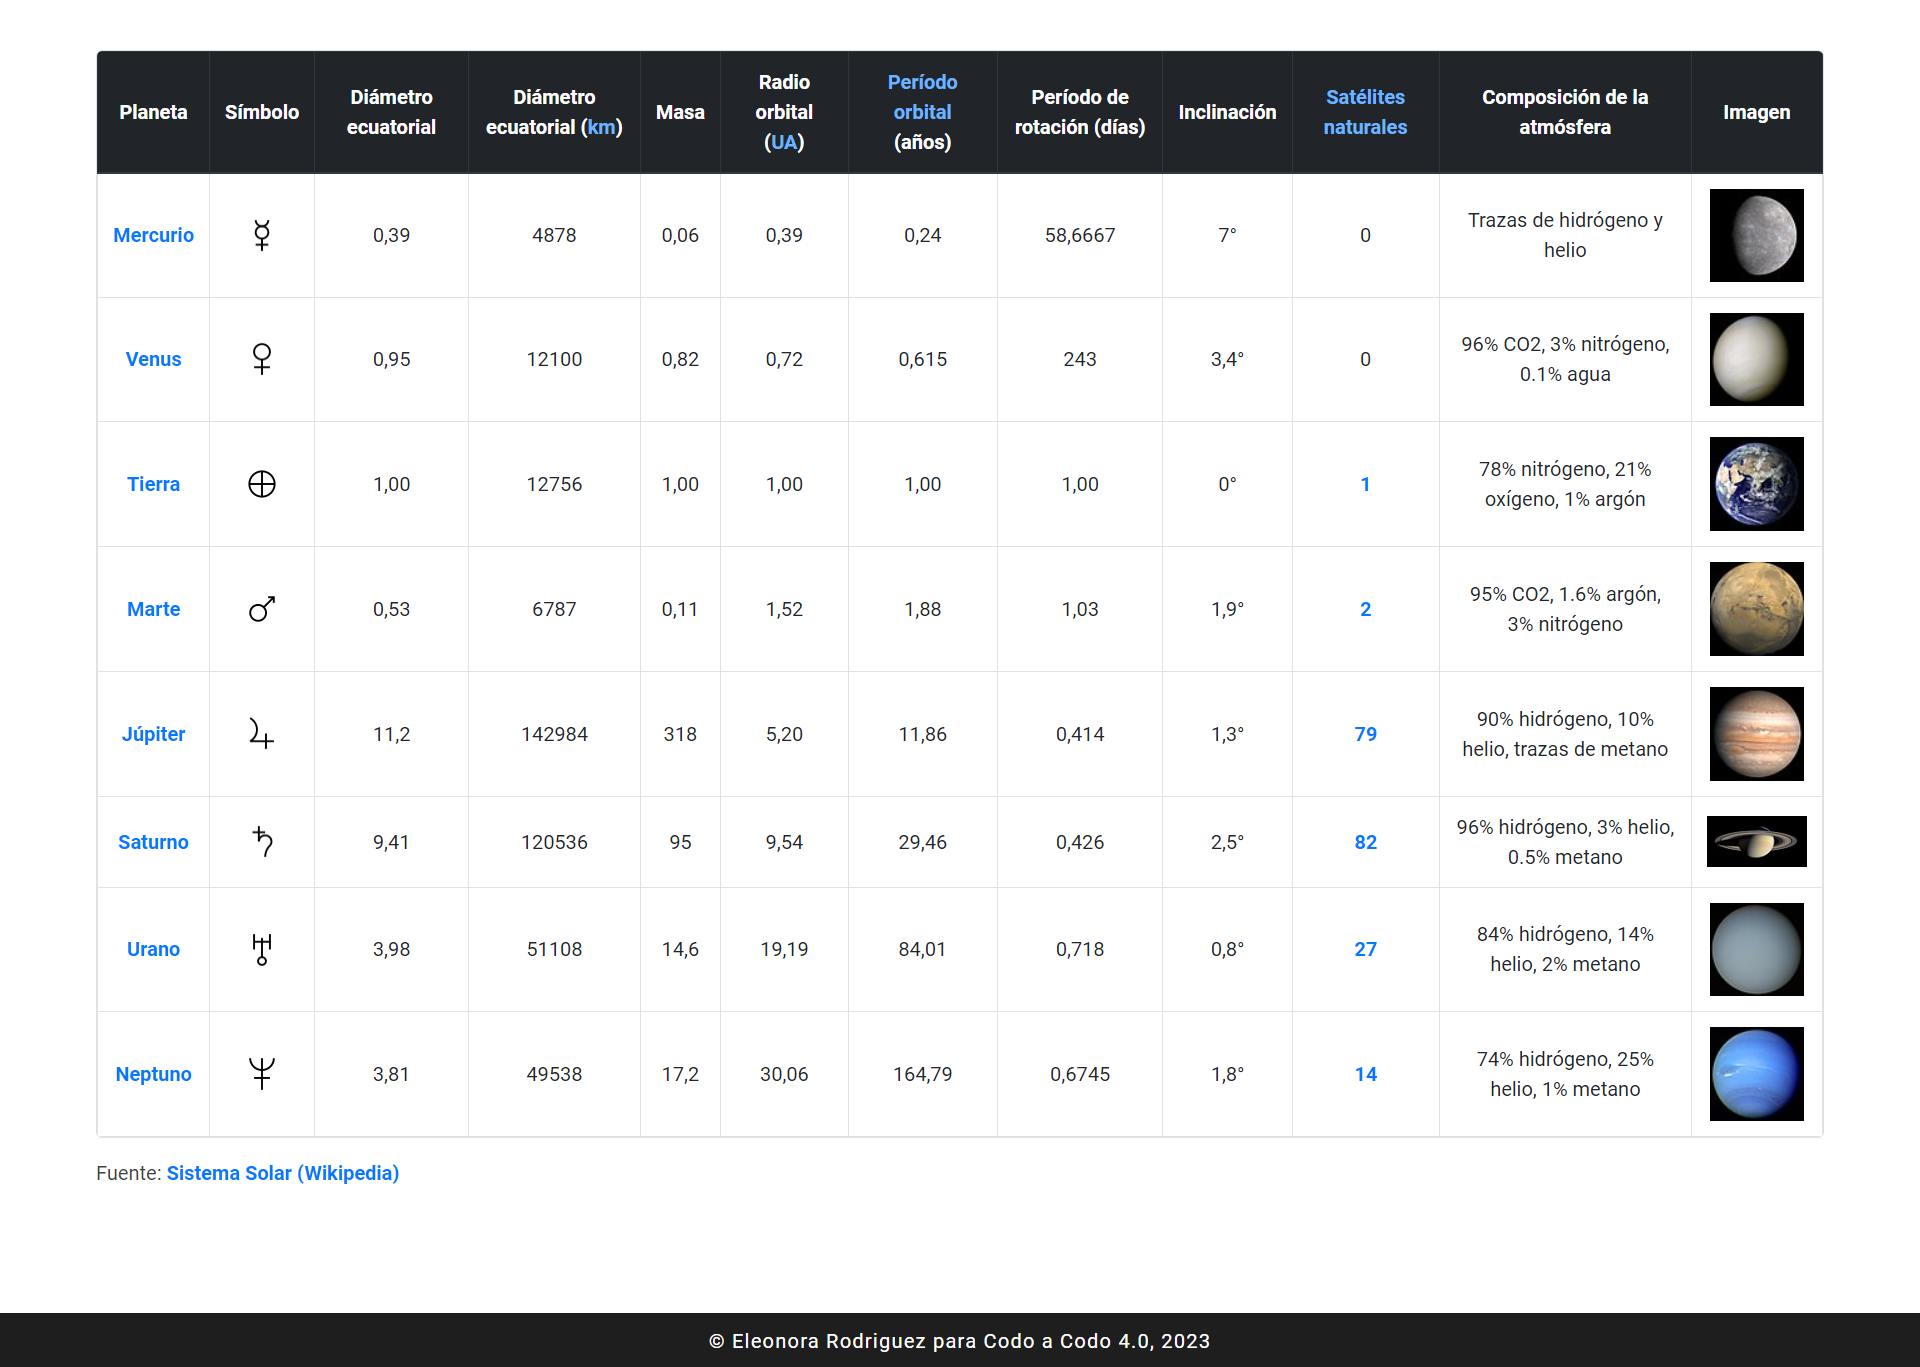 Planeta Símbolo Diámetro ecuatorial Diámetro ecuatorial (km) Masa Radio orbital (UA) Período orbital (años) Período de rotación (días) Inclinación Satélites naturales Composición de la atmósfera Imagen
Mercurio ☿ 0,39 4878 0,06 0,39 0,24 58,6667 7° 0 Trazas de hidrógeno y helio
Venus ♀ 0,95 12100 0,82 0,72 0,615 243 3,4° 0 96% CO2, 3% nitrógeno, 0.1% agua
Tierra ⊕ 1,00 12756 1,00 1,00 1,00 1,00 0° 1 78% nitrógeno, 21% oxígeno, 1% argón
Marte ♂ 0,53 6787 0,11 1,52 1,88 1,03 1,9° 2 95% CO2, 1.6% argón, 3% nitrógeno
Júpiter ♃ 11,2 142984 318 5,20 11,86 0,414 1,3° 79 90% hidrógeno, 10% helio, trazas de metano
Saturno ♄ 9,41 120536 95 9,54 29,46 0,426 2,5° 82 96% hidrógeno, 3% helio, 0.5% metano
Urano ♅ 3,98 51108 14,6 19,19 84,01 0,718 0,8° 27 84% hidrógeno, 14% helio, 2% metano
Neptuno ♆ 3,81 49538 17,2 30,06 164,79 0,6745 1,8° 14 74% hidrógeno, 25% helio, 1% metano
Fuente: Sistema Solar (Wikipedia)
© Eleonora Rodriguez para Codo a Codo 4.0, 2023